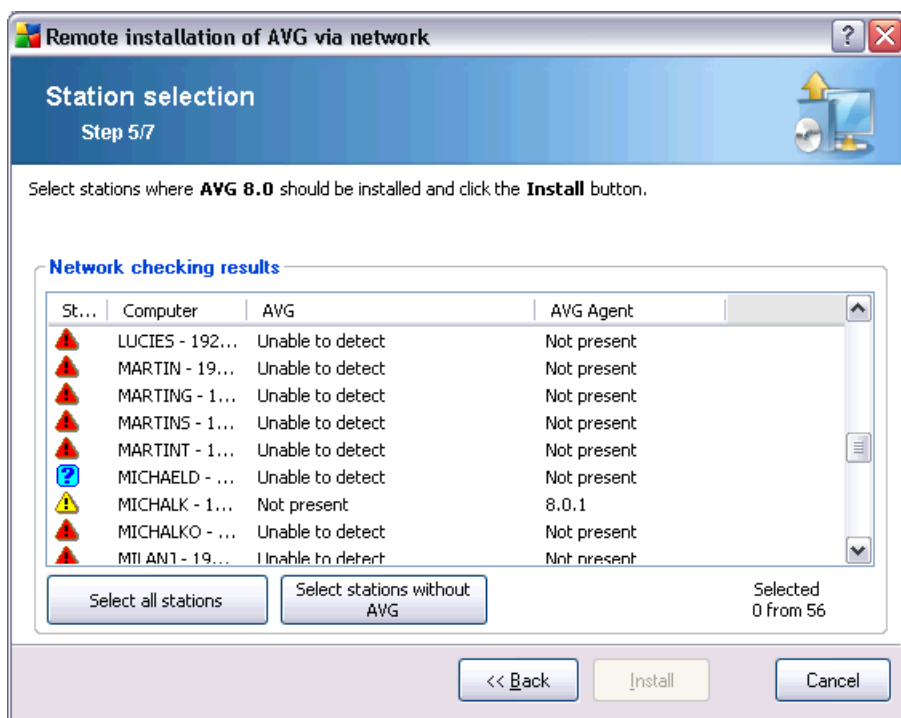 Remote installation of AVG via network
Station selection
Step 5/7
Select stations where AVG 8.0 should be installed and click the Install button.
Network checking results
St... Computer AVG AVG Agent
LUCIES - 192... Unable to detect Not present
MARTIN - 19... Unable to detect Not present
MARTING - 1... Unable to detect Not present
MARTINS - 1... Unable to detect Not present
MARTINT - 1... Unable to detect Not present
MICHAELD - ... Unable to detect Not present
MICHALK - 1... Not present 8.0.1
MICHALKO - ... Unable to detect Not present
MILANJ - 19... Unable to detect Not present
Select all stations
Select stations without
AVG
Selected
0 from 56
<< Back Install Cancel